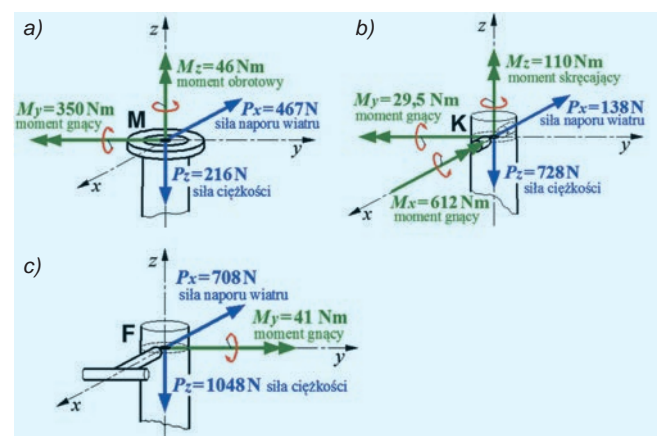 a)
z
Mz=46 Nm
moment obrotowy
My=350 Nm
moment gnący
M
Px=467 N
siła naporu wiatru
y
x
Pz=216 N
siła ciężkości
b)
z
Mz=110 Nm
moment skręcający
My=29,5 Nm
moment gnący
K
Px=138 N
siła naporu wiatru
y
x
Pz=728 N
siła ciężkości
Mx=612 Nm
moment gnący
c)
z
Px=708 N
siła naporu wiatru
F
My=41 Nm
moment gnący
y
x
Pz=1048 N siła ciężkości